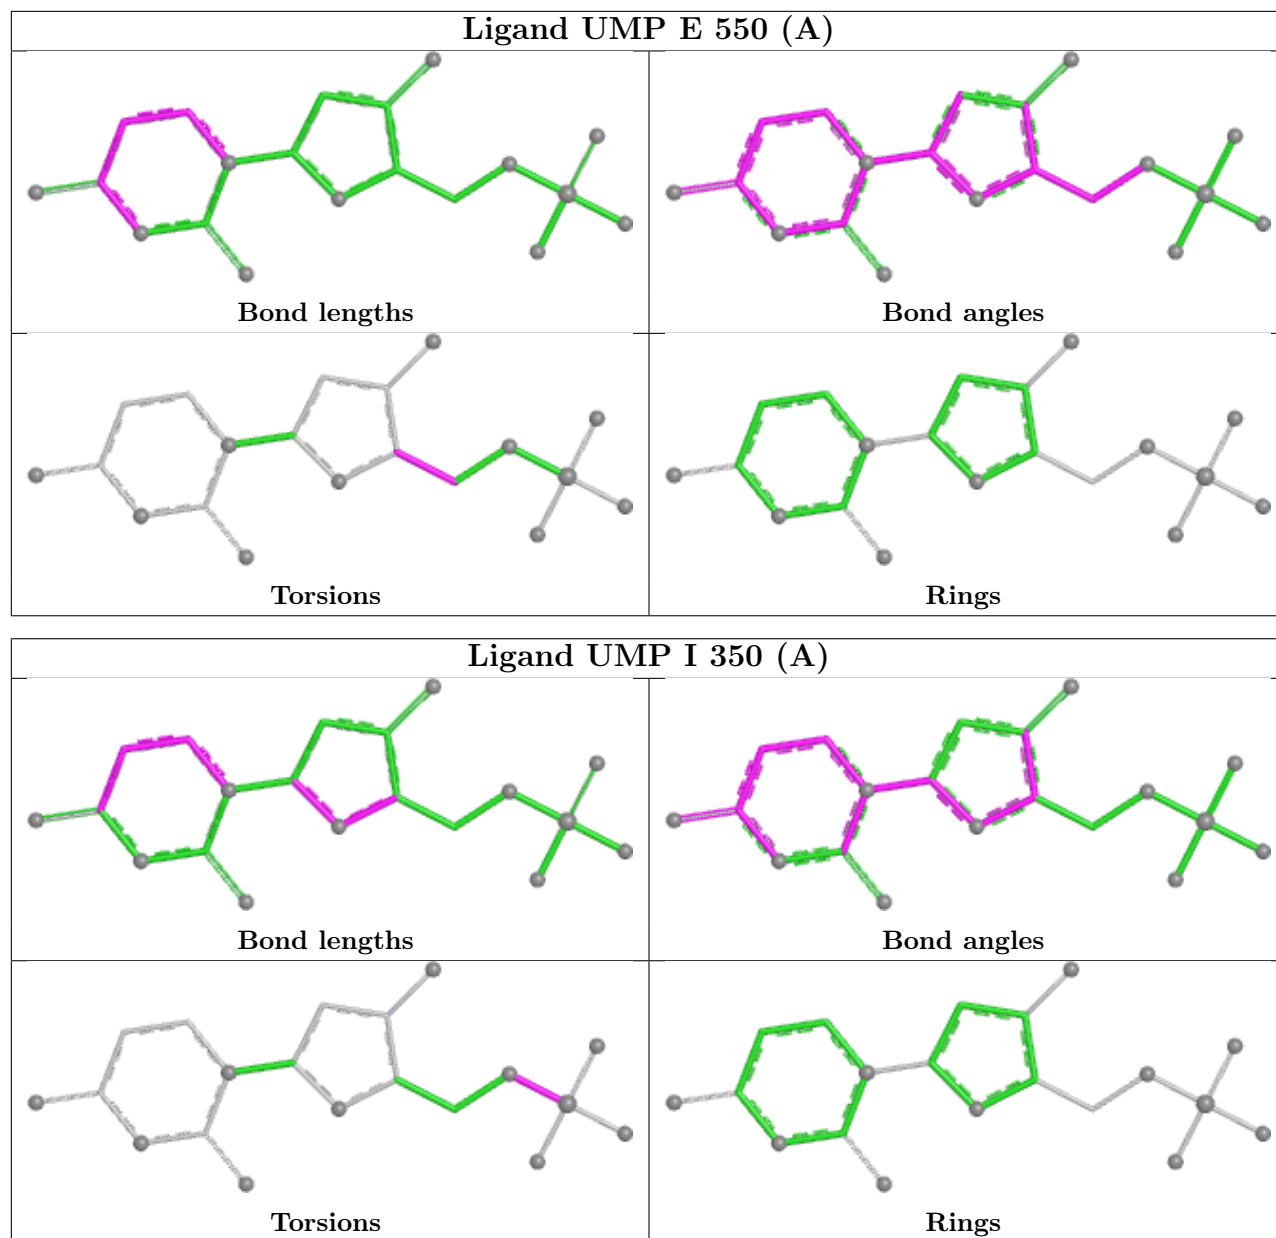 Ligand UMP E 550 (A)
Bond lengths
Bond angles
Torsions
Rings
Ligand UMP I 350 (A)
Bond lengths
Bond angles
Torsions
Rings